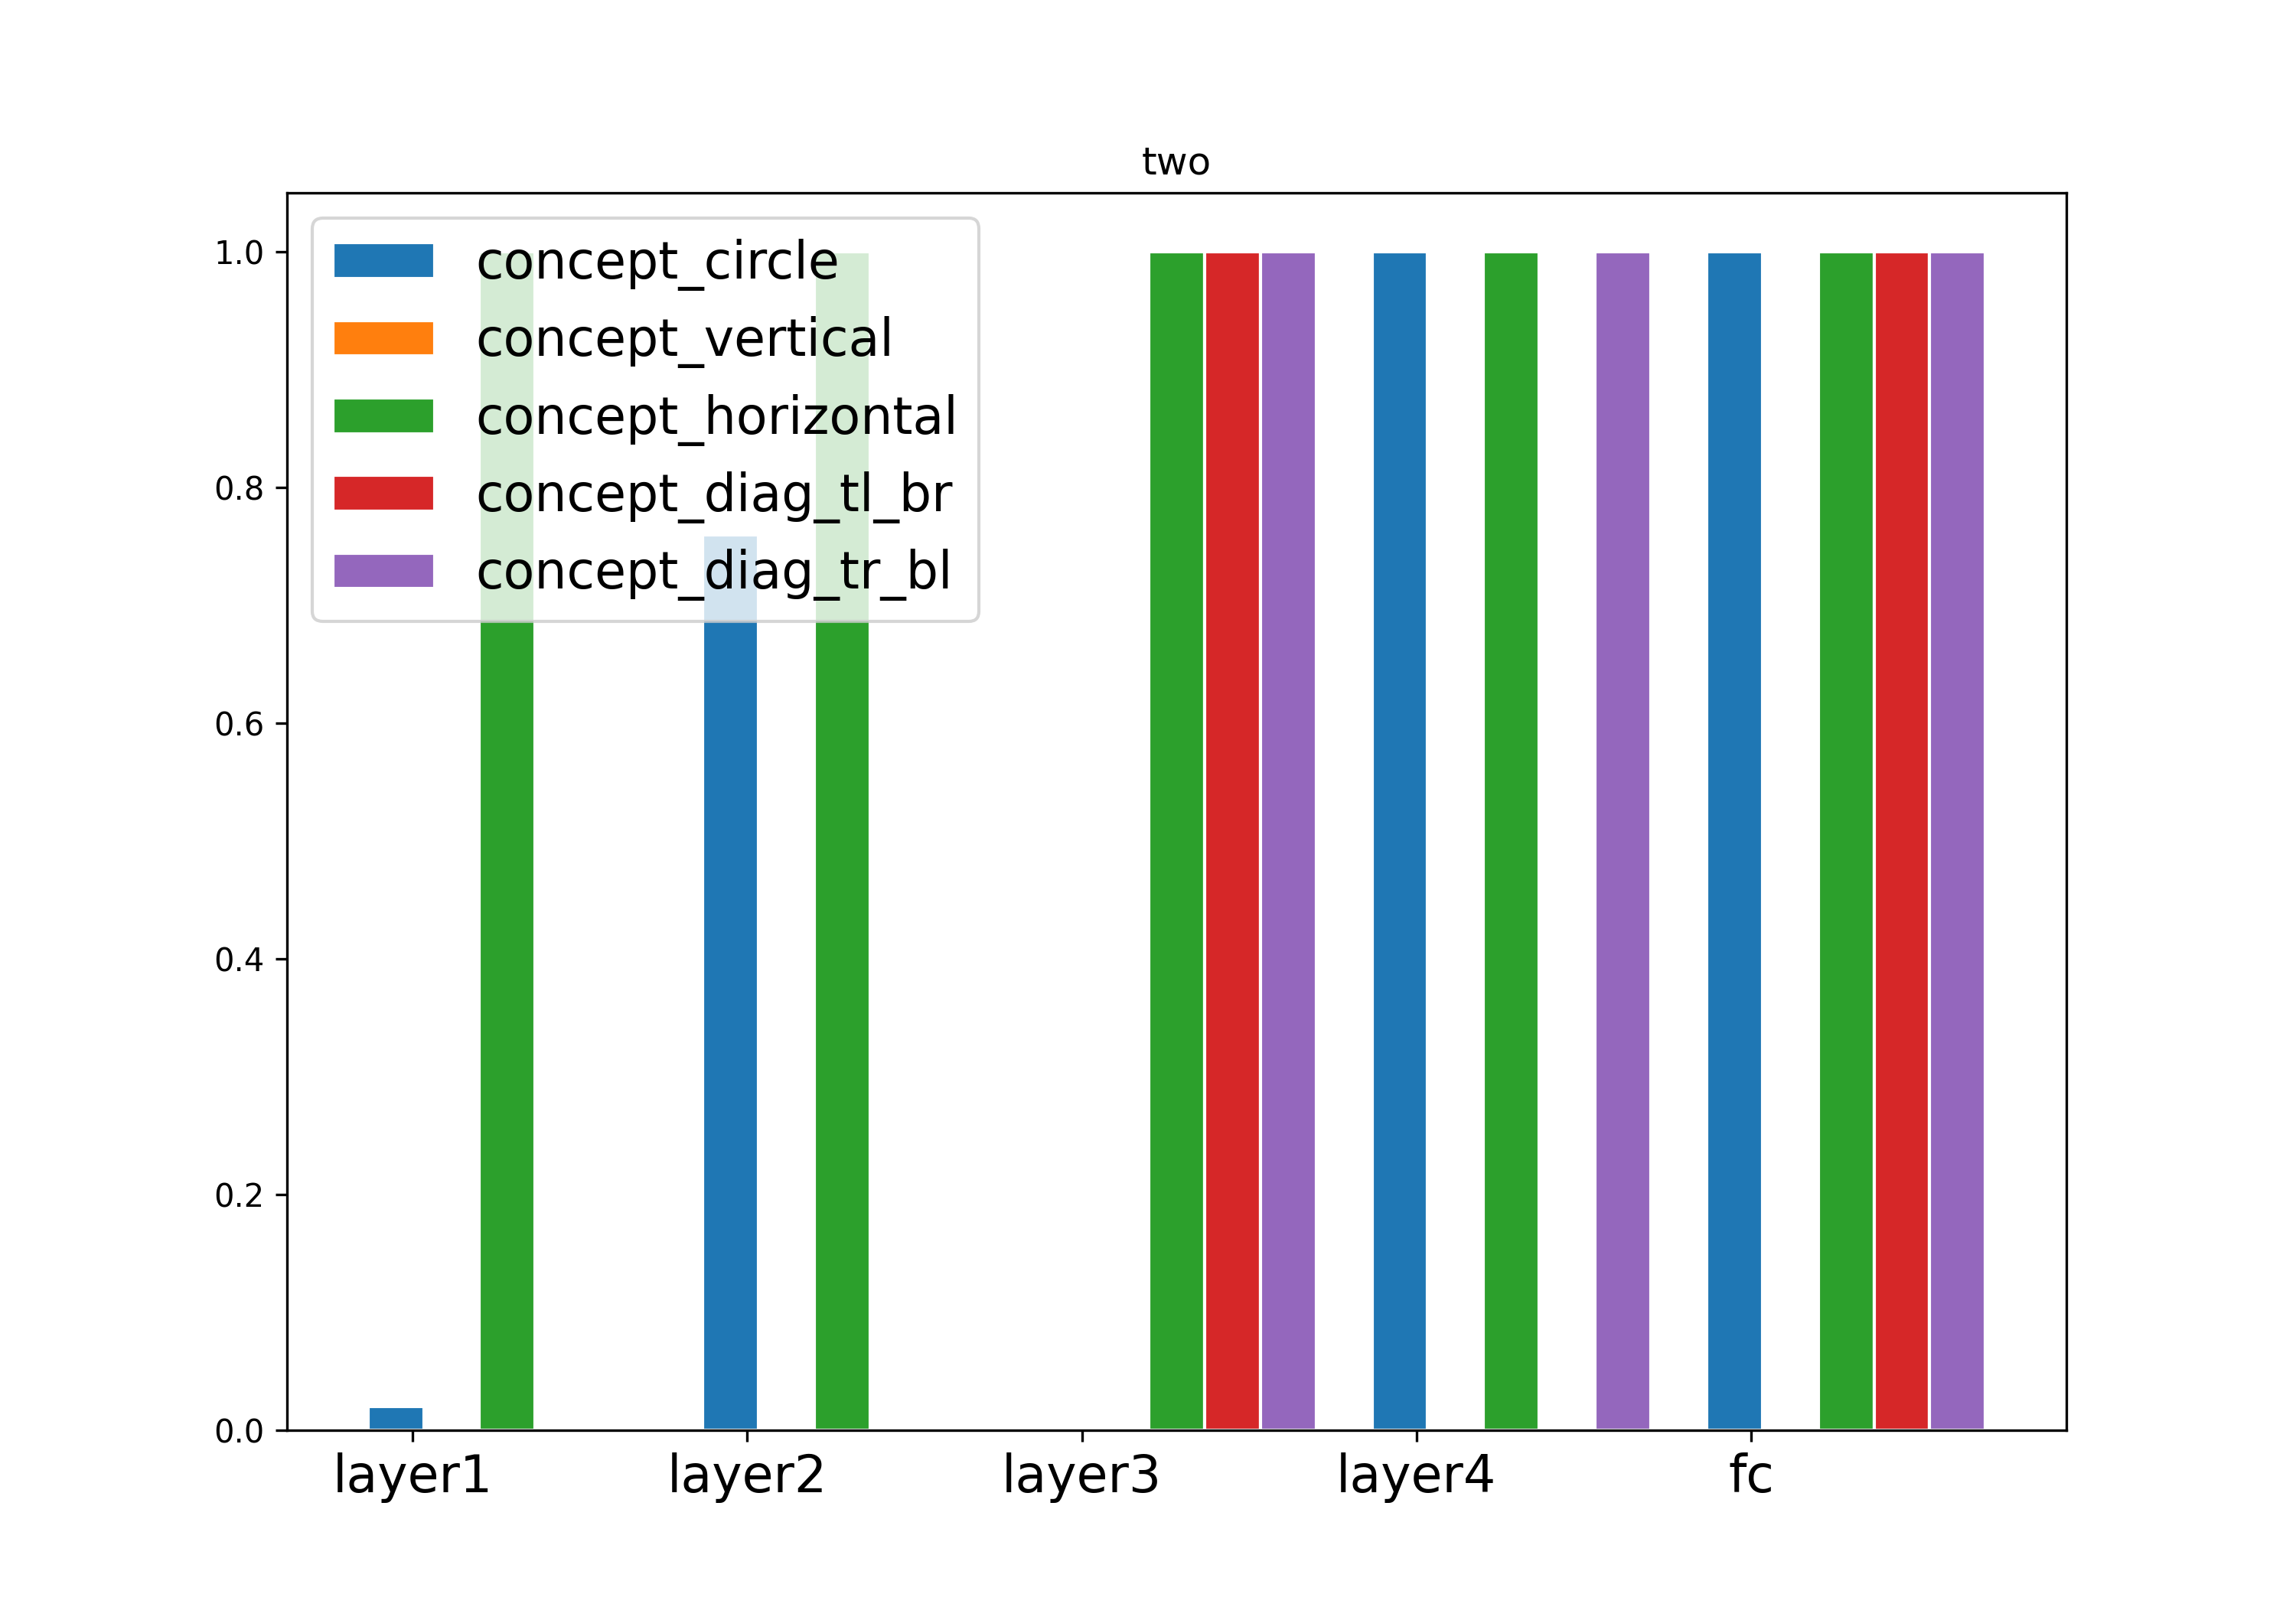 two
1.0
0.8
0.6
0.4
0.2
0.0
concept_circle
concept_vertical
concept_horizontal
concept_diag_tl_br
concept_diag_tr_bl
layer1 layer2 layer3 layer4 fc